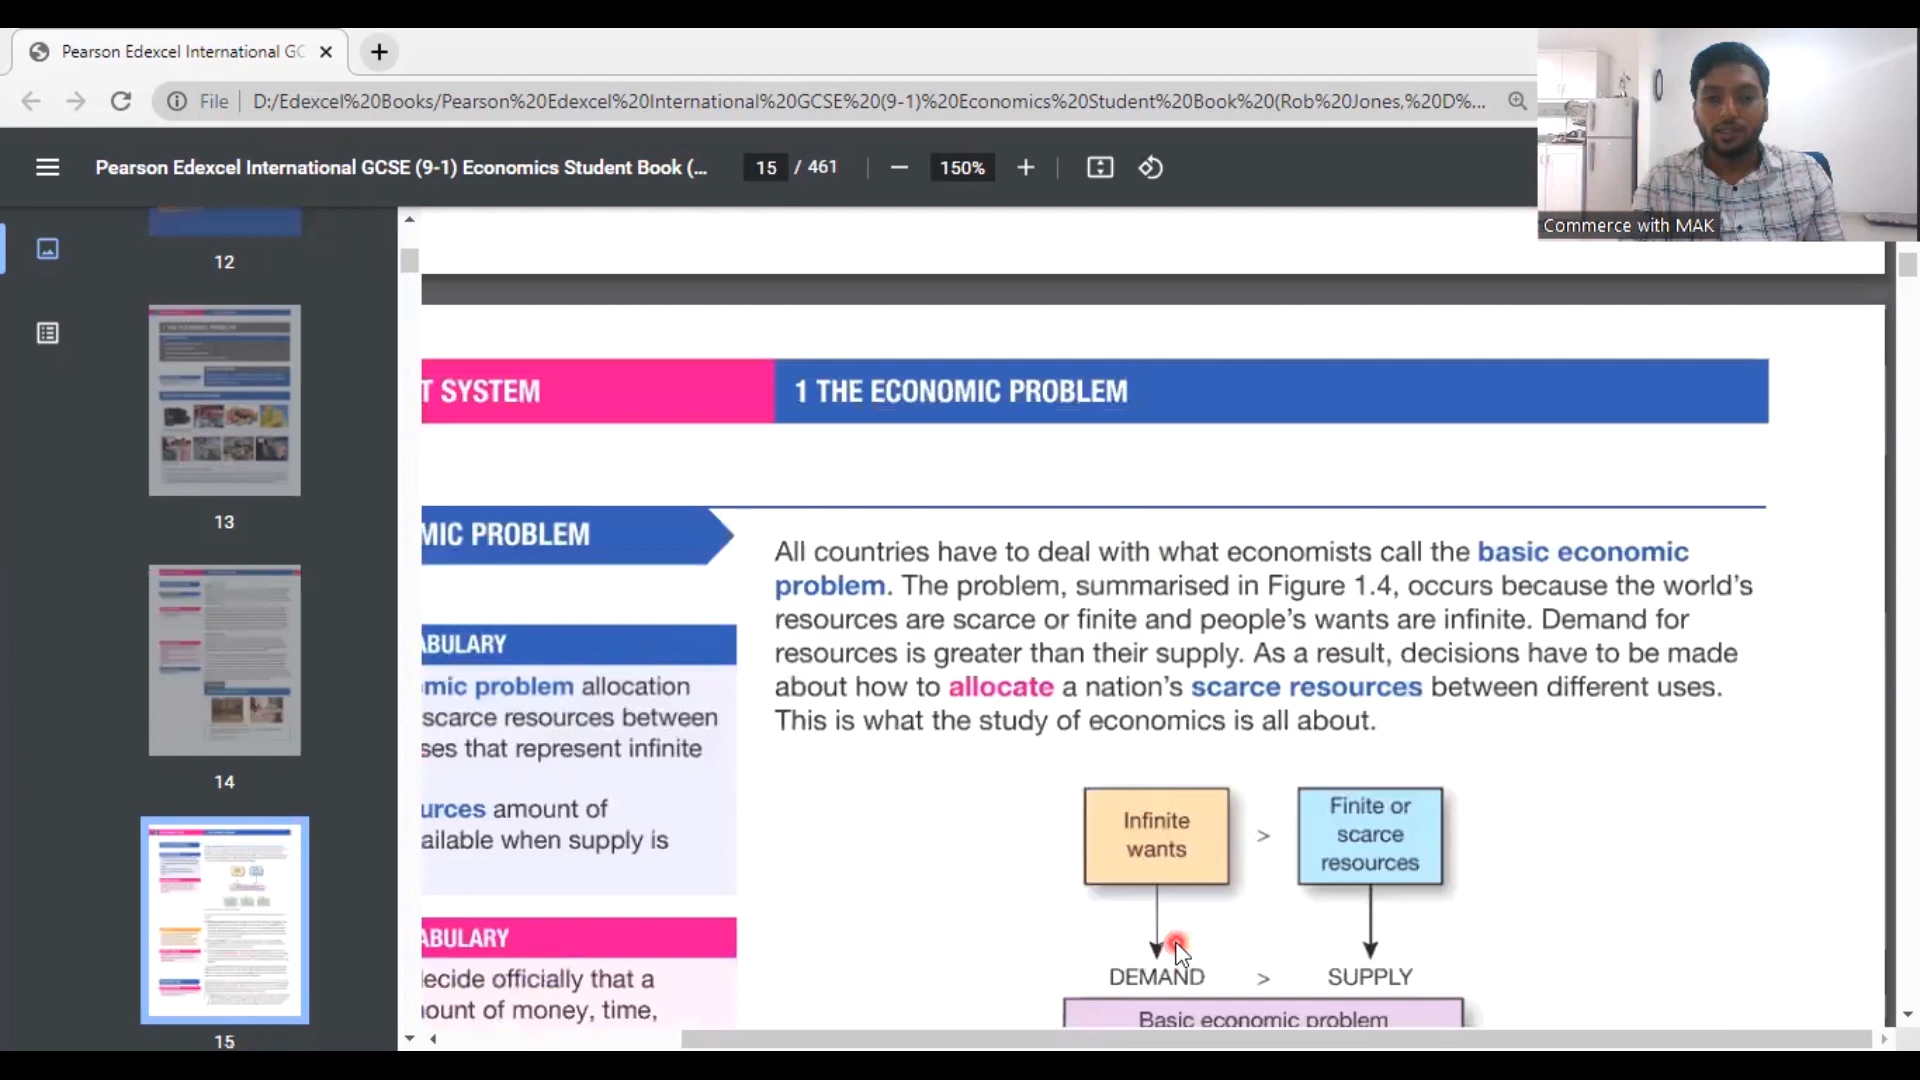 Pearson Edexcel International GC
File
D:/Edexcel%20Books/Pearson%20Edexcel%20International%20GCSE%20(9-1)%20Economics%20Student%20Book%20(Rob%20Jones,%20D%...
Commerce with MAK
Pearson Edexcel International GCSE (9-1) Economics Student Book (...
15 / 461
150%
12
13
14
15
T SYSTEM
1 THE ECONOMIC PROBLEM
MIC PROBLEM
All countries have to deal with what economists call the basic economic
problem. The problem, summarised in Figure 1.4, occurs because the world's
resources are scarce or finite and people's wants are infinite. Demand for
resources is greater than their supply. As a result, decisions have to be made
about how to allocate a nation's scarce resources between different uses.
This is what the study of economics is all about.
ABULARY
omic problem allocation
scarce resources between
ses that represent infinite
urces amount of
ailable when supply is
ABULARY
ecide officially that a
ount of money, time,
Infinite
wants
>
Finite or
scarce
resources
DEMAND > SUPPLY
Basic economic problem